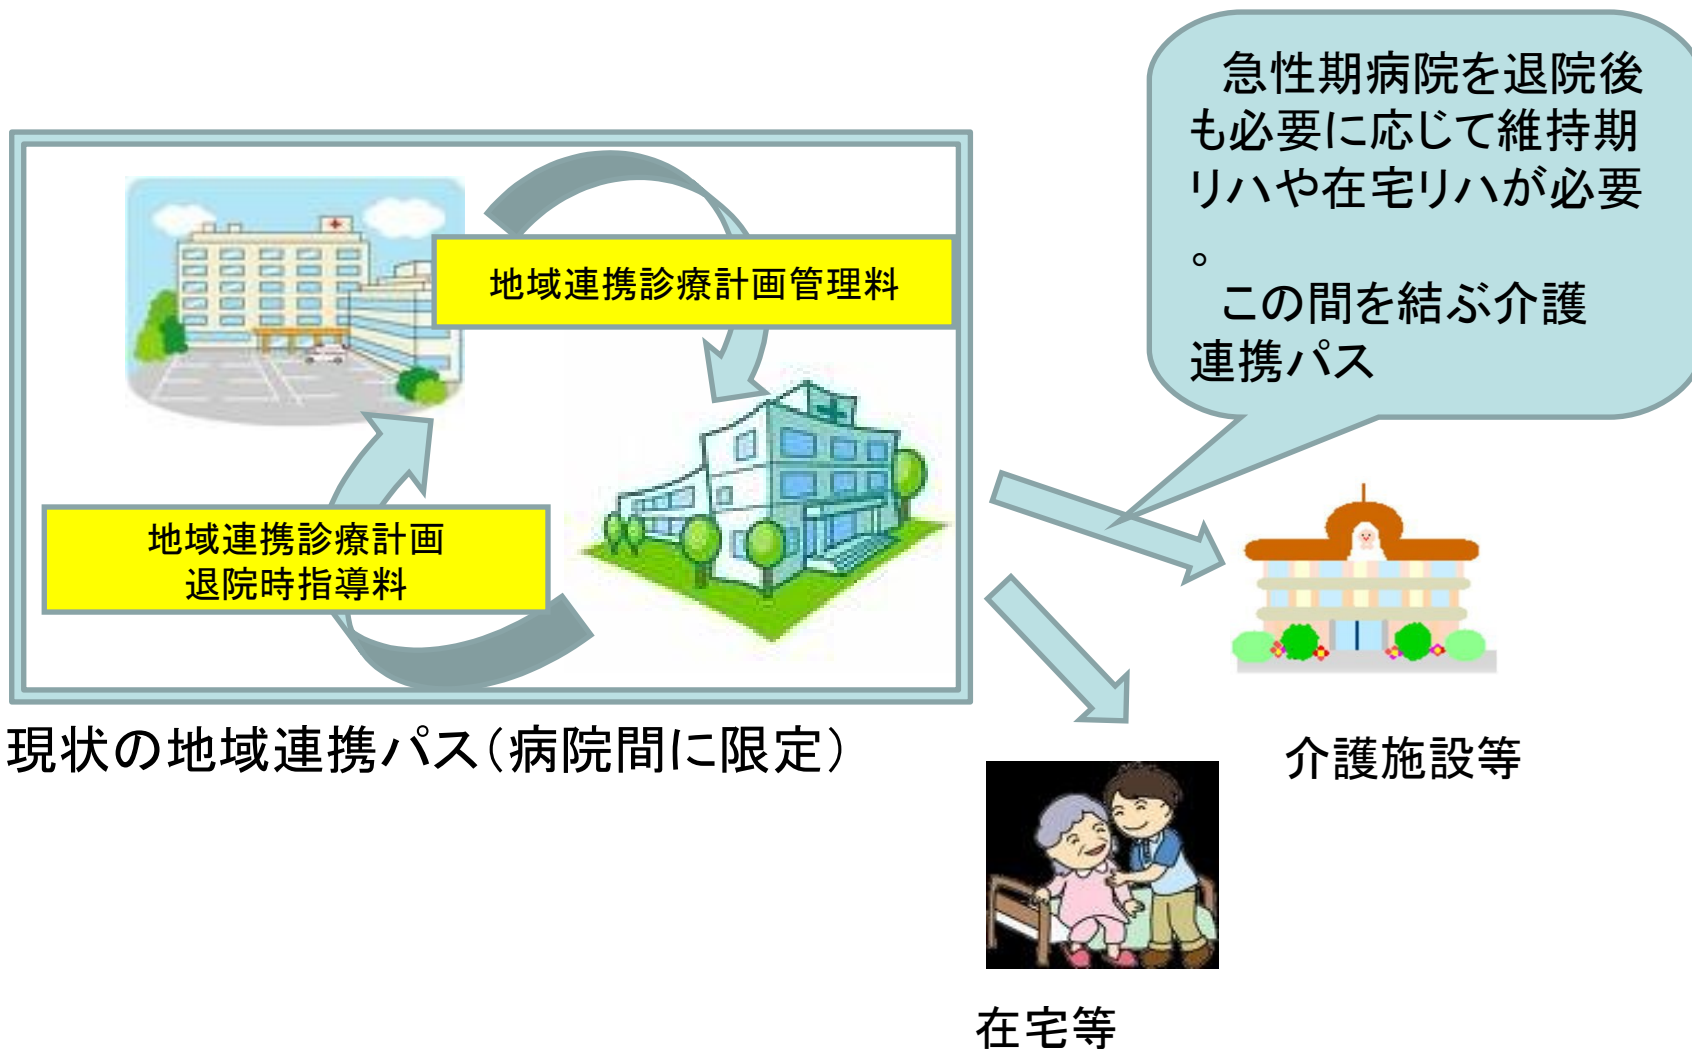 急性期病院を退院後
も必要に応じて維持期
リハや在宅リハが必要
。
この間を結ぶ介護
連携パス
地域連携診療計画管理料
地域連携診療計画
退院時指導料
現状の地域連携パス（病院間に限定）
介護施設等
在宅等